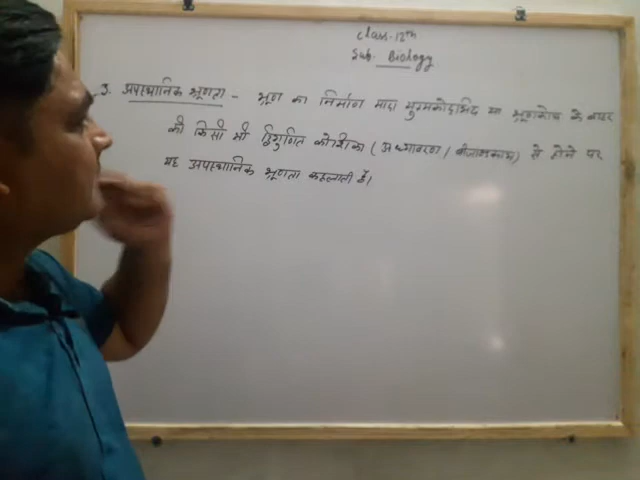 Class-12th
Sub. Biology
3. अपस्थानिक भ्रूणता - भ्रूण का निर्माण मादा युग्मकोद्भिद या भ्रूणकोष के बाहर
की किसी भी द्विगुणित कोशिका (अध्यावरण / बीजाण्डकाय) से होने पर
यह अपस्थानिक भ्रूणता कहलाती है।